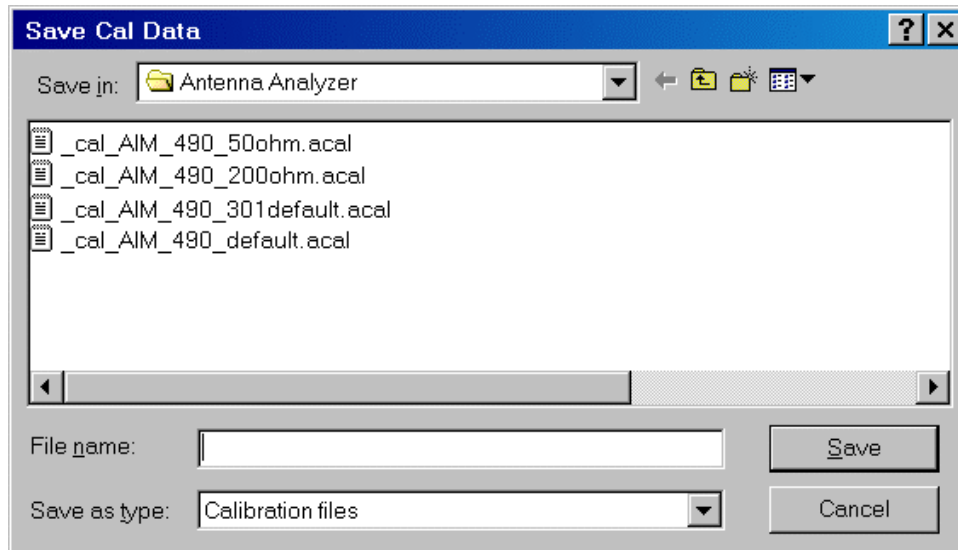 Save Cal Data
?
×
Save in:
Antenna Analyzer
_cal_AIM_490_50ohm.acal
_cal_AIM_490_200ohm.acal
_cal_AIM_490_301default.acal
_cal_AIM_490_default.acal
File name:
Save
Save as type:
Calibration files
Cancel